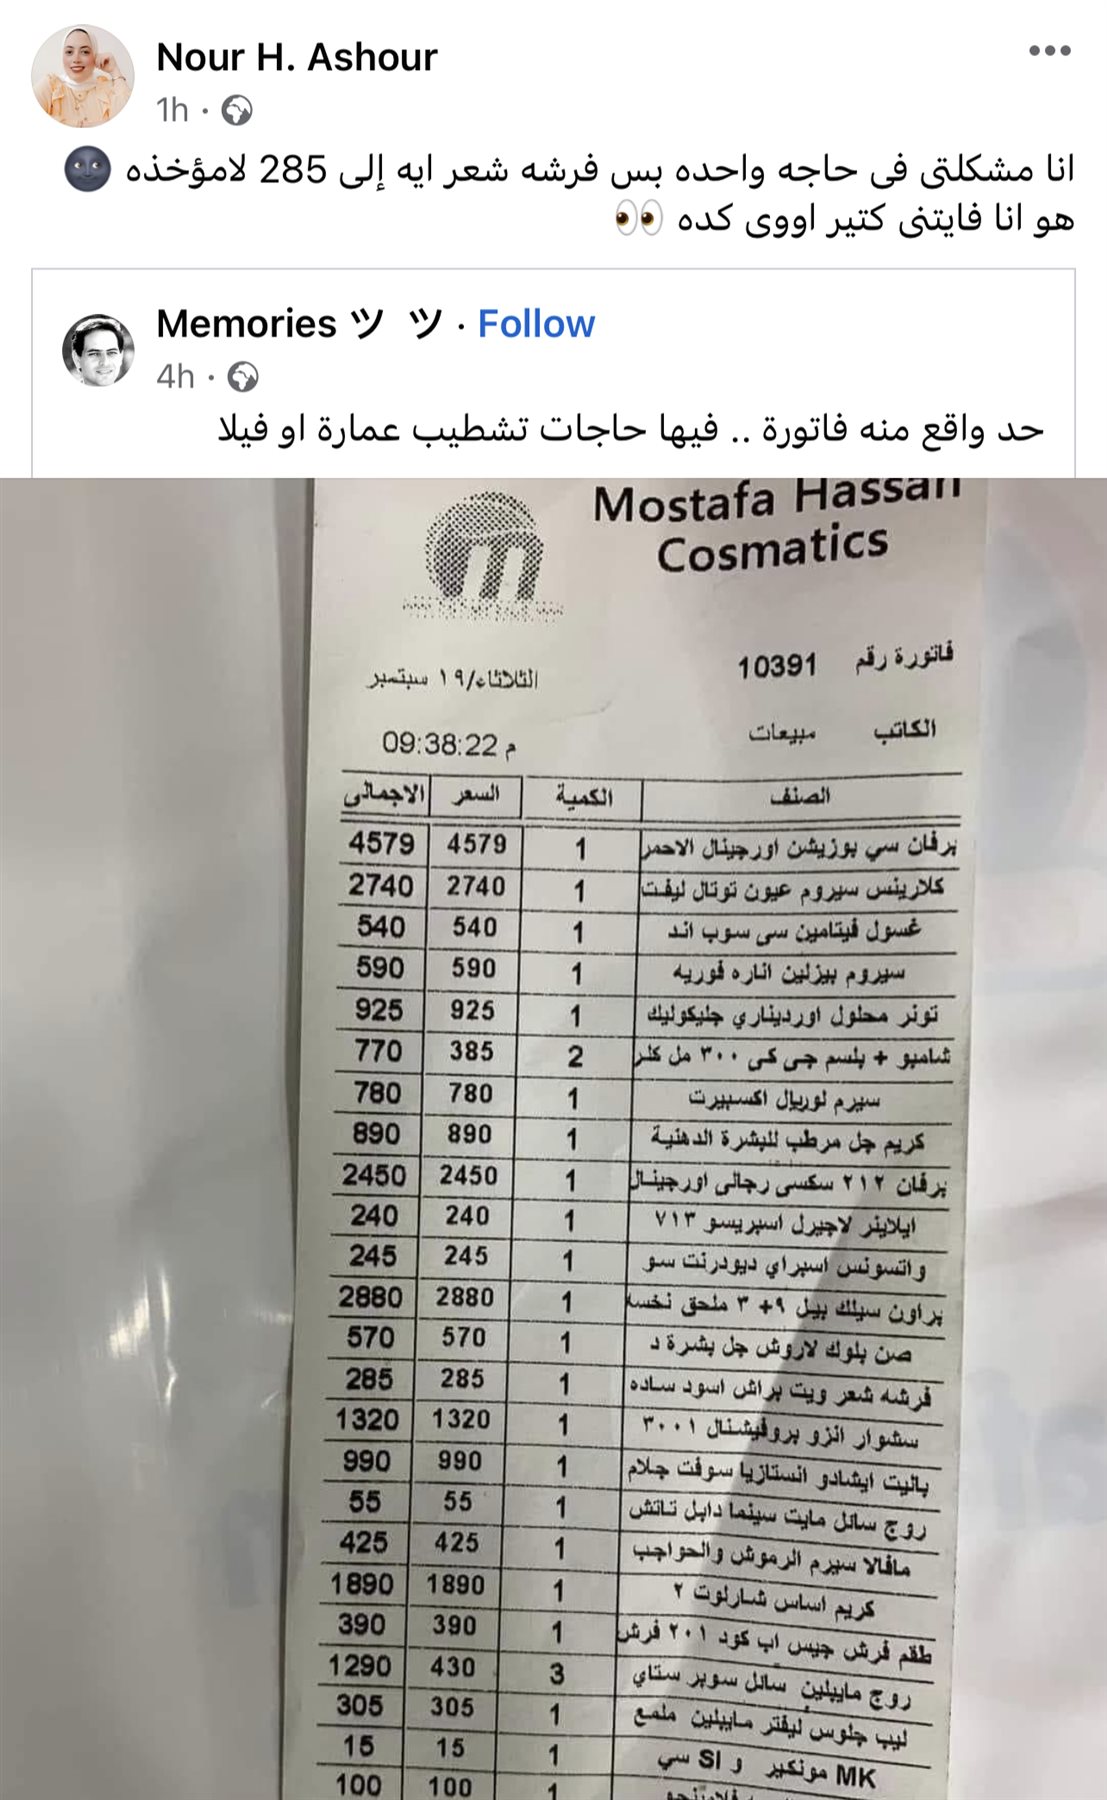 Nour H. Ashour
1h
انا مشكلتى فى حاجه واحده بس فرشه شعر ايه إلى 285 لامؤخذه 🌚
هو انا فايتنى كتير اووى كده 👀
Memories ツ ツ · Follow
4h
حد واقع منه فاتورة .. فيها حاجات تشطيب عمارة او فيلا
Mostafa Hassan
Cosmatics
فاتورة رقم 10391
الثلاثاء/١٩ سبتمبر
الكاتب مبيعات
09:38:22 م
الصنف الكمية السعر الاجمالى
برفان سي بوزيشن اورجينال الاحمر 1 4579 4579
كلارينس سيروم عيون توتال ليفت 1 2740 2740
غسول فيتامين سى سوب اند 1 540 540
سيروم بيزلين اناره فوريه 1 590 590
تونر محلول اورديناري جليكوليك 1 925 925
شامبو + بلسم جى كى ٣٠٠ مل كلر 2 385 770
سيرم لوريال اكسبيرت 1 780 780
كريم جل مرطب للبشرة الدهنية 1 890 890
برفان ٢١٢ سكسى رجالى اورجينال 1 2450 2450
ايلاينر لاجيرل اسبريسو ٧١٣ 1 240 240
واتسونس اسبراي ديودرنت سو 1 245 245
براون سيلك بيل ٩+ ٣ ملحق نخسا 1 2880 2880
صن بلوك لاروش جل بشرة د 1 570 570
فرشه شعر ويت براش اسود ساده 1 285 285
سشوار انزو بروفيشنال ٣٠٠١ 1 1320 1320
باليت ايشادو انستازيا سوفت جلام 1 990 990
روج سائل مايت سينما دابل تاتش 1 55 55
مافالا سيرم الرموش والحواجب 1 425 425
كريم اساس شارلوت ٢ 1 1890 1890
طقم فرش جيس اب كود ٢٠١ فرش 1 390 390
روج مايبلين سائل سوبر ستاي 3 430 1290
ليب جلوس ليفتر مايبلين ملمع 1 305 305
MK مونكير و SI سي 1 15 15
1 100 100